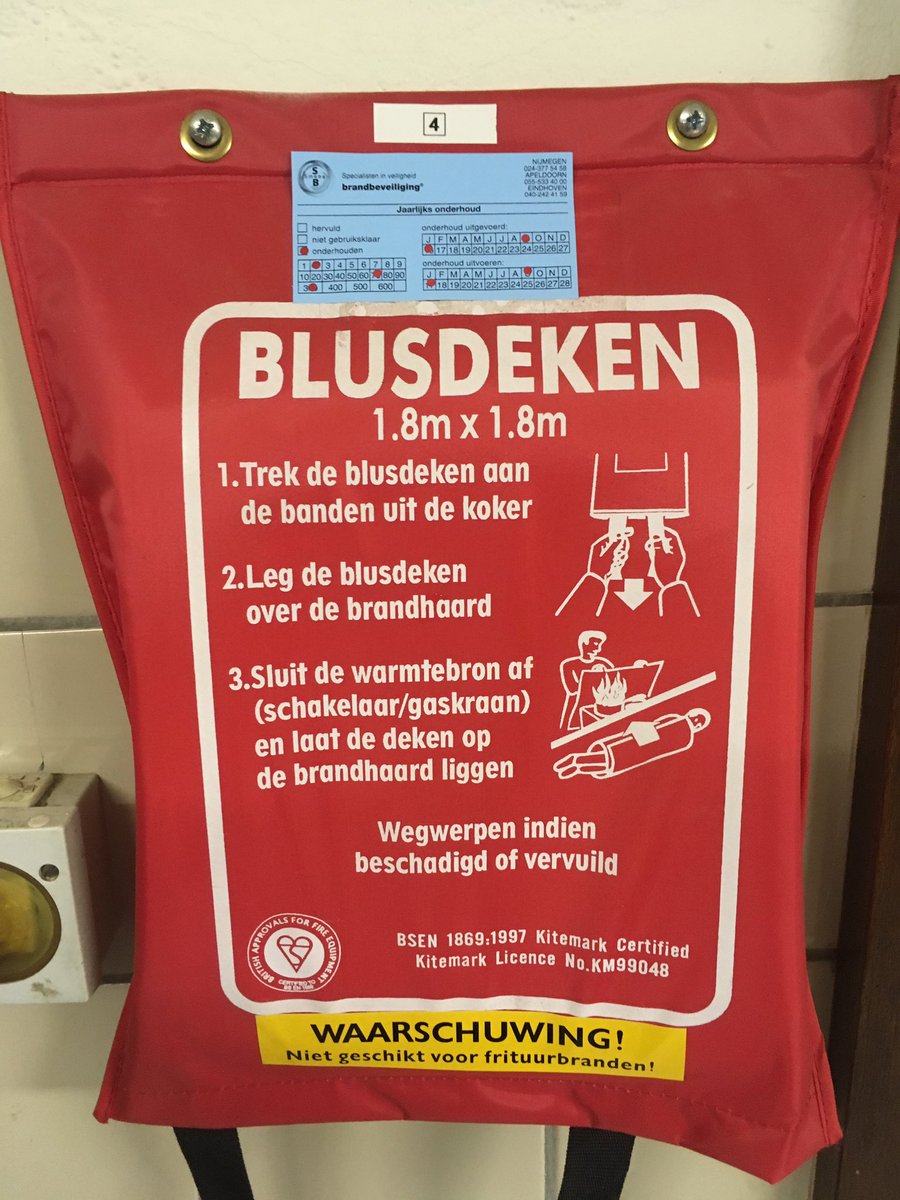 4
S
B
Specialisten in veiligheid
brandbeveiliging®
NIJMEGEN
024-377 54 58
APELDOORN
055-533 40 00
EINDHOVEN
040-242 41 59
Jaarlijks onderhoud
hervuld
niet gebruiksklaar
onderhouden
1 3 4 5 6 7 8 9
10 20 30 40 50 60 80 90
400 500 600
onderhoud uitgevoerd:
J F M A M J J A O N D
17 18 19 20 21 22 23 24 25 26 27
onderhoud uitvoeren:
J F M A M J J A O N D
18 19 20 21 22 23 24 25 26 27 28
BLUSDEKEN
1.8m x 1.8m
1.Trek de blusdeken aan
de banden uit de koker
2.Leg de blusdeken
over de brandhaard
3.Sluit de warmtebron af
(schakelaar/gaskraan)
en laat de deken op
de brandhaard liggen
Wegwerpen indien
beschadigd of vervuild
BRITISH APPROVALS FOR FIRE EQUIPMENT
CERTIFIED TO
BS EN 1869
BSEN 1869:1997 Kitemark Certified
Kitemark Licence No.KM99048
WAARSCHUWING!
Niet geschikt voor frituurbranden!